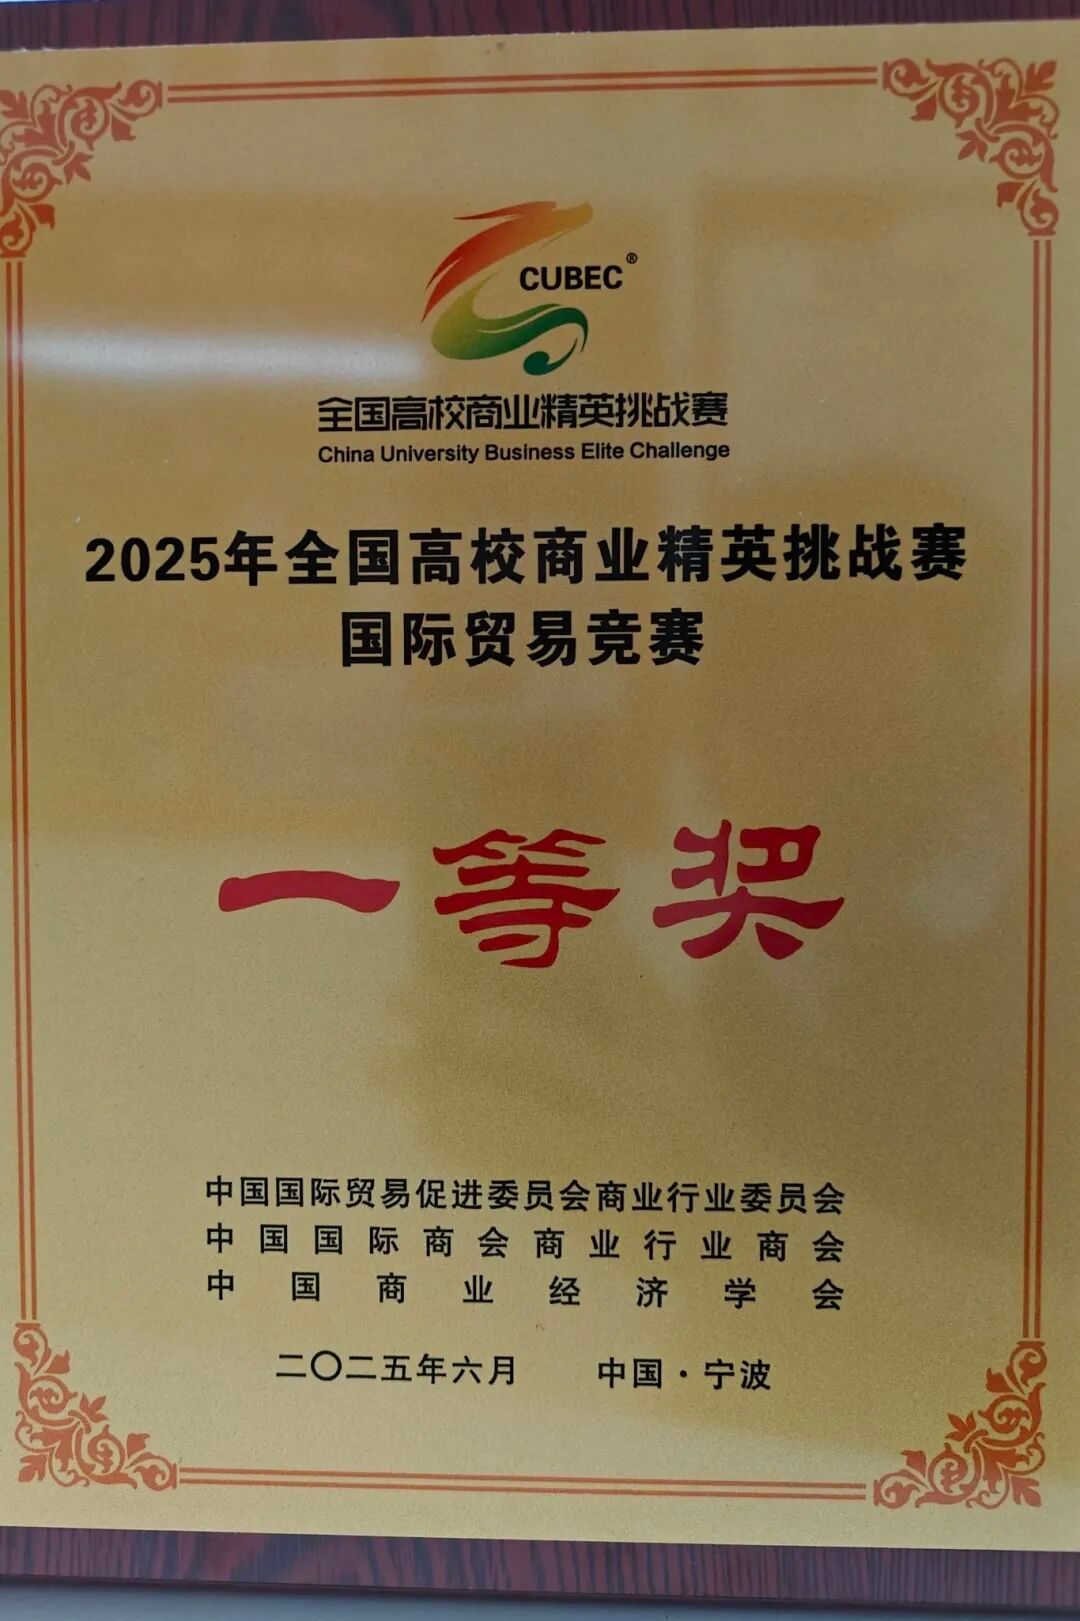 CUBEC®
全国高校商业精英挑战赛
China University Business Elite Challenge
2025年全国高校商业精英挑战赛
国际贸易竞赛
一等奖
中国国际贸易促进委员会商业行业委员会
中国国际商会商业行业商会
中国商业经济学会
二〇二五年六月 中国·宁波